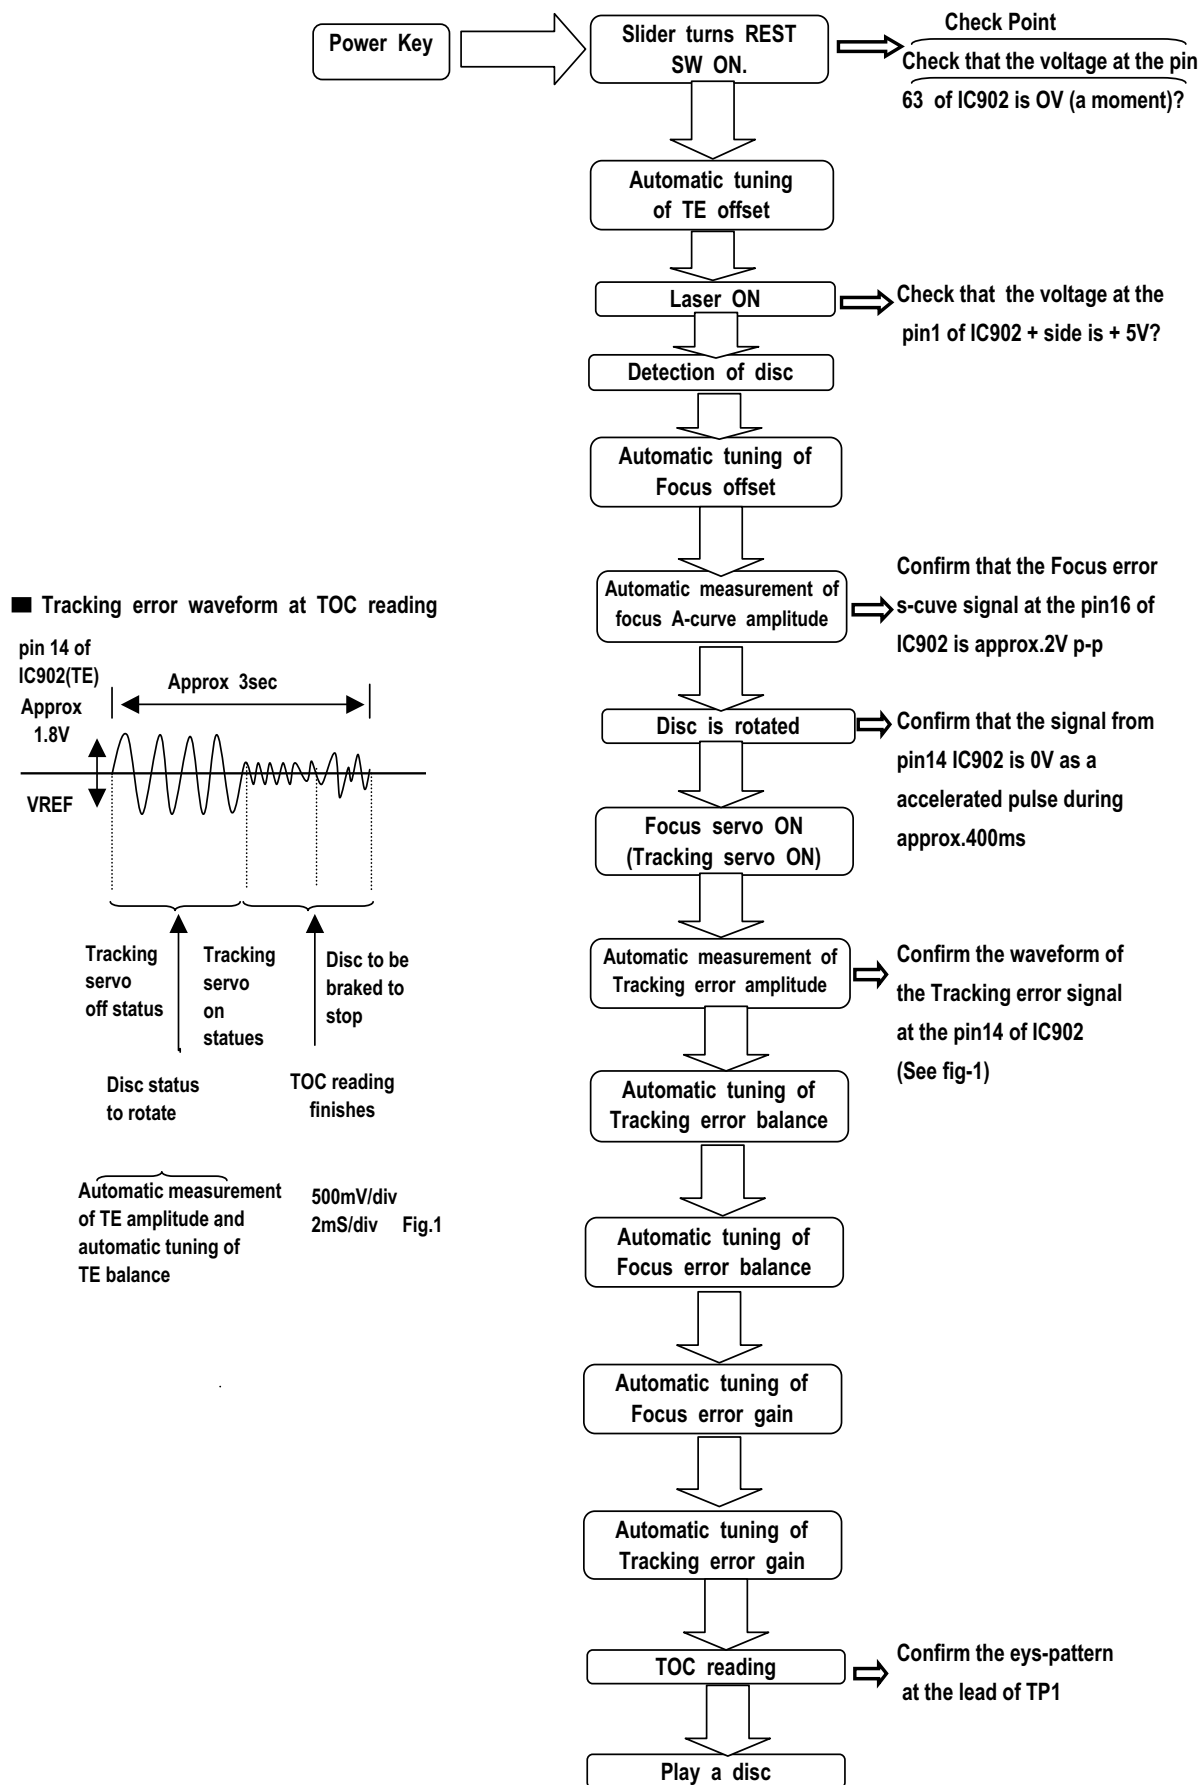 Power Key
Slider turns REST
SW ON.
Check Point
Check that the voltage at the pin
63 of IC902 is OV (a moment)?
Automatic tuning
of TE offset
Laser ON
Check that the voltage at the
pin1 of IC902 + side is + 5V?
Detection of disc
Automatic tuning of
Focus offset
Automatic measurement of
focus A-curve amplitude
Confirm that the Focus error
s-cuve signal at the pin16 of
IC902 is approx.2V p-p
Disc is rotated
Confirm that the signal from
pin14 IC902 is 0V as a
accelerated pulse during
approx.400ms
Focus servo ON
(Tracking servo ON)
Automatic measurement of
Tracking error amplitude
Confirm the waveform of
the Tracking error signal
at the pin14 of IC902
(See fig-1)
Automatic tuning of
Tracking error balance
Automatic tuning of
Focus error balance
Automatic tuning of
Focus error gain
Automatic tuning of
Tracking error gain
TOC reading
Confirm the eys-pattern
at the lead of TP1
Play a disc
■ Tracking error waveform at TOC reading
pin 14 of
IC902(TE)
Approx 3sec
Approx
1.8V
VREF
Tracking
servo
off status
Tracking
servo
on
statues
Disc to be
braked to
stop
Disc status
to rotate
TOC reading
finishes
Automatic measurement
of TE amplitude and
automatic tuning of
TE balance
500mV/div
2mS/div Fig.1